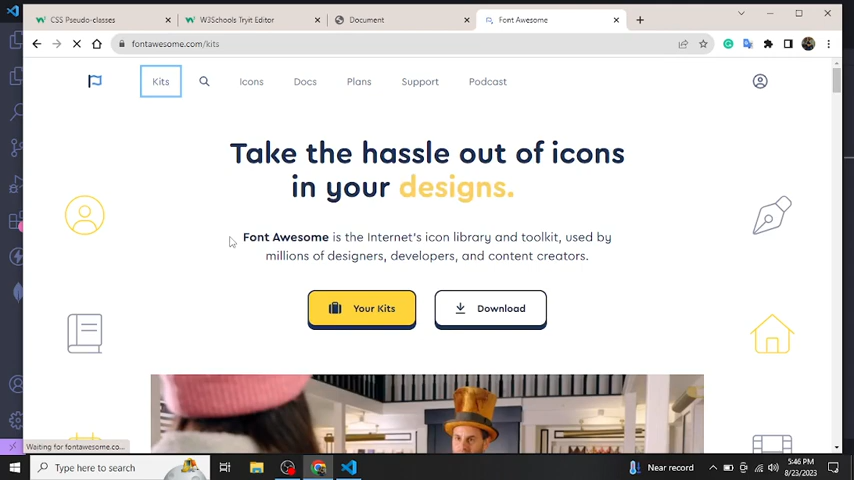 CSS Pseudo-classes
W3Schools Tryit Editor
Document
Font Awesome
fontawesome.com/kits
Kits
Icons
Docs
Plans
Support
Podcast
Take the hassle out of icons
in your designs.
Font Awesome is the Internet's icon library and toolkit, used by
millions of designers, developers, and content creators.
Your Kits
Download
Waiting for fontawesome.co...
Type here to search
Near record
5:46 PM
8/23/2023